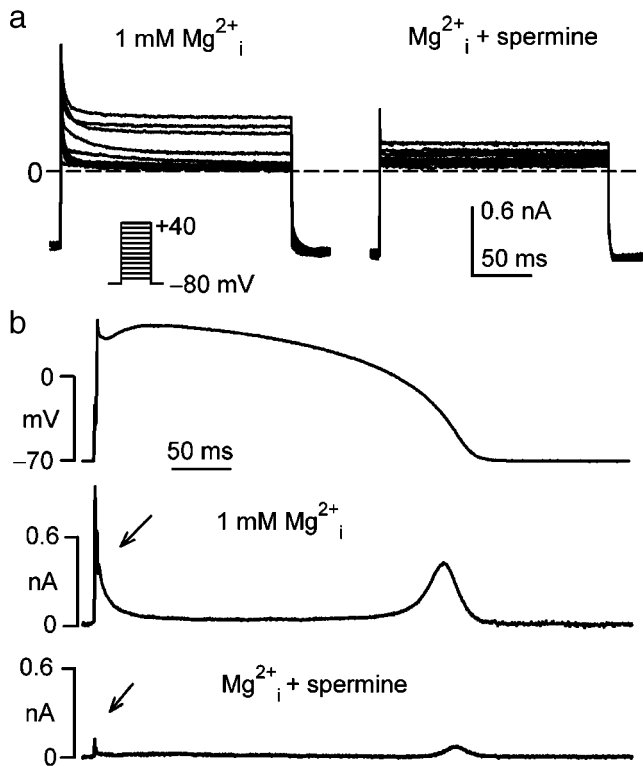 a
1 mM Mg²⁺ᵢ
Mg²⁺ᵢ + spermine
0
+40
−80 mV
0.6 nA
50 ms
b
0
mV
−70
50 ms
1 mM Mg²⁺ᵢ
0.6
nA
0
Mg²⁺ᵢ + spermine
0.6
nA
0